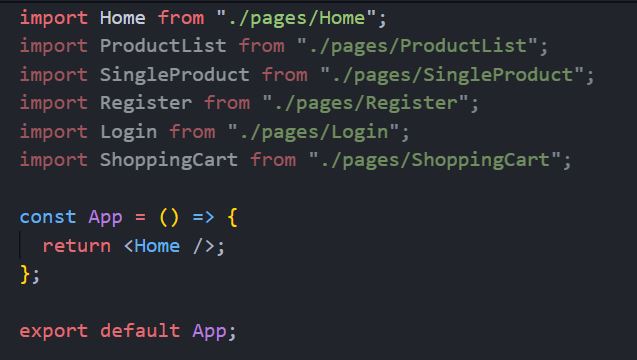 import Home from "./pages/Home";
import ProductList from "./pages/ProductList";
import SingleProduct from "./pages/SingleProduct";
import Register from "./pages/Register";
import Login from "./pages/Login";
import ShoppingCart from "./pages/ShoppingCart";
const App = () => {
  return <Home />;
};
export default App;